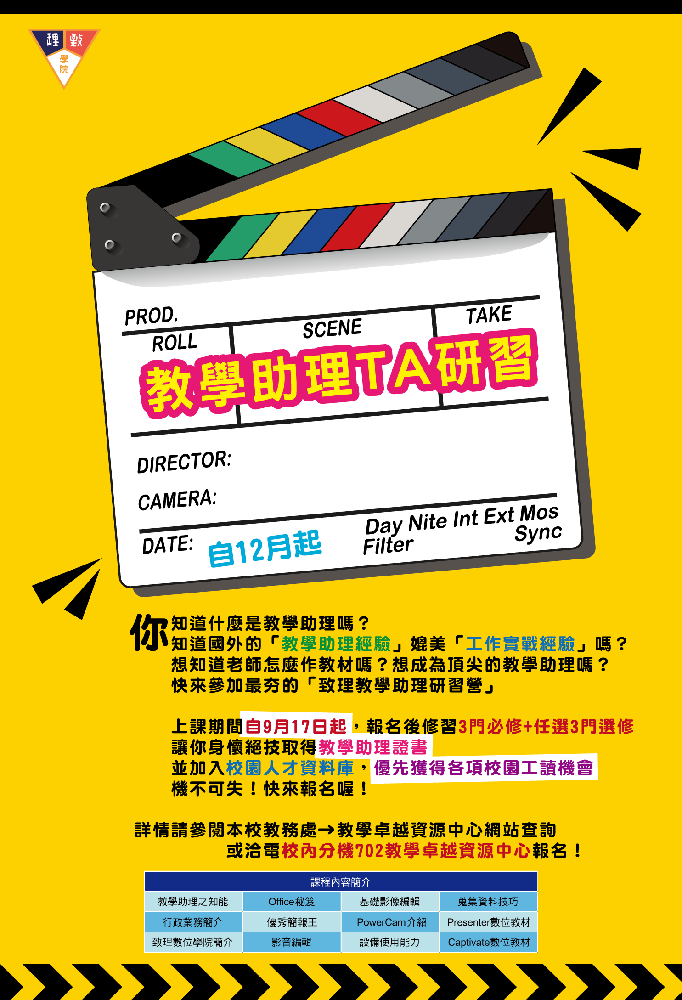 理 數
學
院
PROD.
ROLL
SCENE
TAKE
教學助理TA研習
DIRECTOR:
CAMERA:
DATE: 自12月起
Day Nite Int Ext Mos
Filter Sync
你知道什麼是教學助理嗎？
知道國外的「教學助理經驗」媲美「工作實戰經驗」嗎？
想知道老師怎麼作教材嗎？想成為頂尖的教學助理嗎？
快來參加最夯的「致理教學助理研習營」
上課期間自9月17日起，報名後修習3門必修+任選3門選修
讓你身懷絕技取得教學助理證書
並加入校園人才資料庫，優先獲得各項校園工讀機會
機不可失！快來報名喔！
詳情請參閱本校教務處→教學卓越資源中心網站查詢
或洽電校內分機702教學卓越資源中心報名！
課程內容簡介
教學助理之知能 Office秘笈 基礎影像編輯 蒐集資料技巧
行政業務簡介 優秀簡報王 PowerCam介紹 Presenter數位教材
致理數位學院簡介 影音編輯 設備使用能力 Captivate數位教材